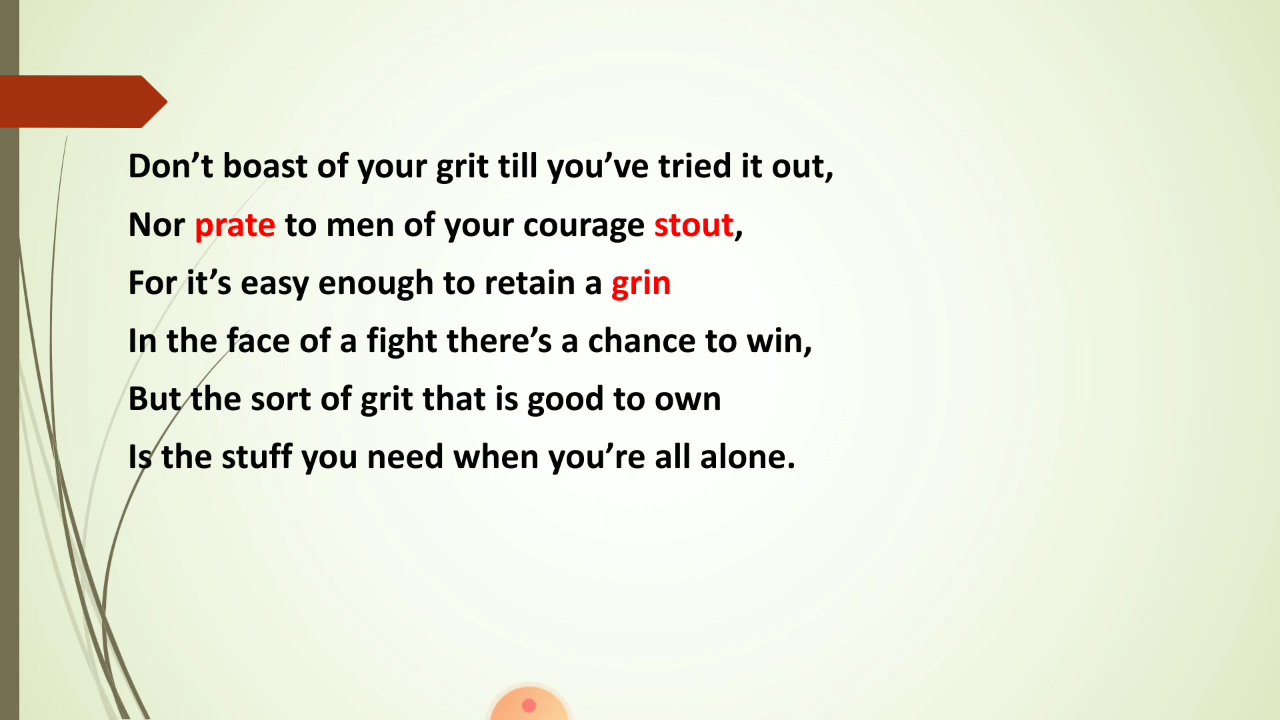 Don’t boast of your grit till you’ve tried it out,
Nor prate to men of your courage stout,
For it’s easy enough to retain a grin
In the face of a fight there’s a chance to win,
But the sort of grit that is good to own
Is the stuff you need when you’re all alone.